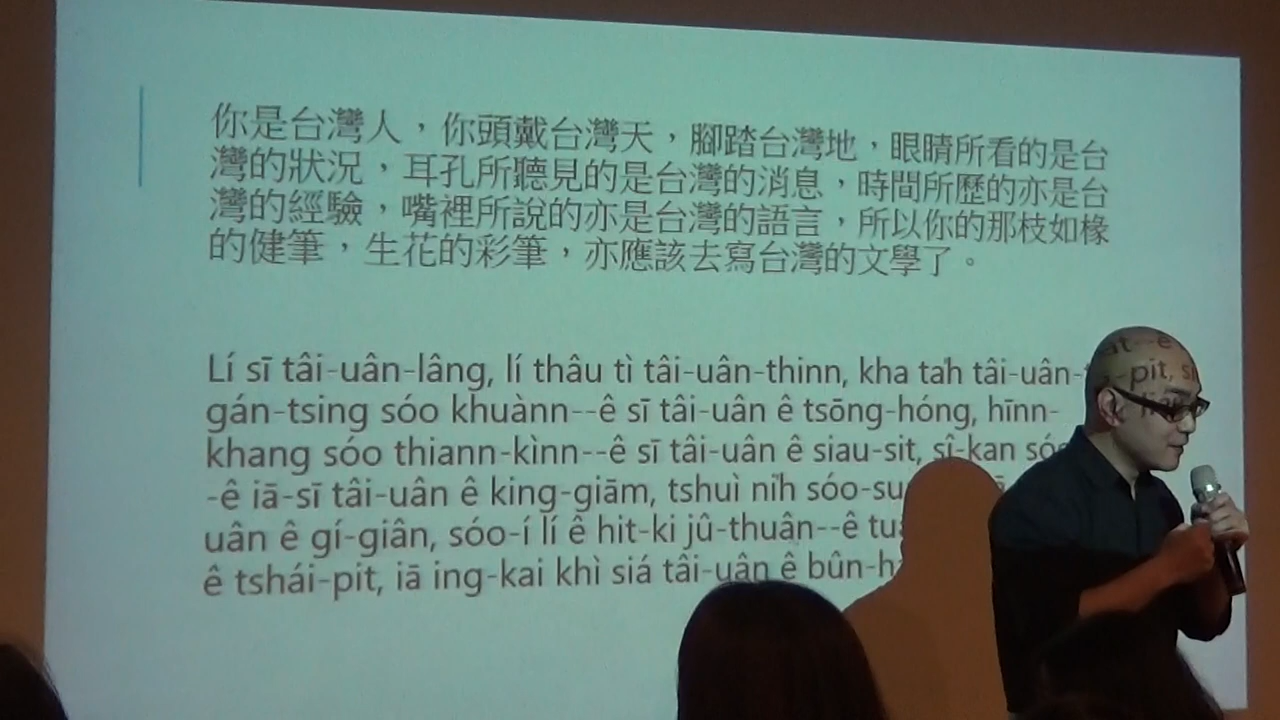 你是台灣人，你頭戴台灣天，腳踏台灣地，眼睛所看的是台
灣的狀況，耳孔所聽見的是台灣的消息，時間所歷的亦是台
灣的經驗，嘴裡所說的亦是台灣的語言，所以你的那枝如椽
的健筆，生花的彩筆，亦應該去寫台灣的文學了。
Lí sī tâi-uân-lâng, lí thâu tì tâi-uân-thinn, kha ta̍h tâi-uân-
gán-tsing sóo khuànn--ê sī tâi-uân ê tsōng-hóng, hīnn-
khang sóo thiann-kìnn--ê sī tâi-uân ê siau-sit, sî-kan
-ê iā-sī tâi-uân ê king-giām, tshuì ni̍h
uân ê gí-giân, sóo-í lí ê hit-ki jû-thuân--ê
ê tshái-pit, iā ing-kai khì siá tâi-uân ê